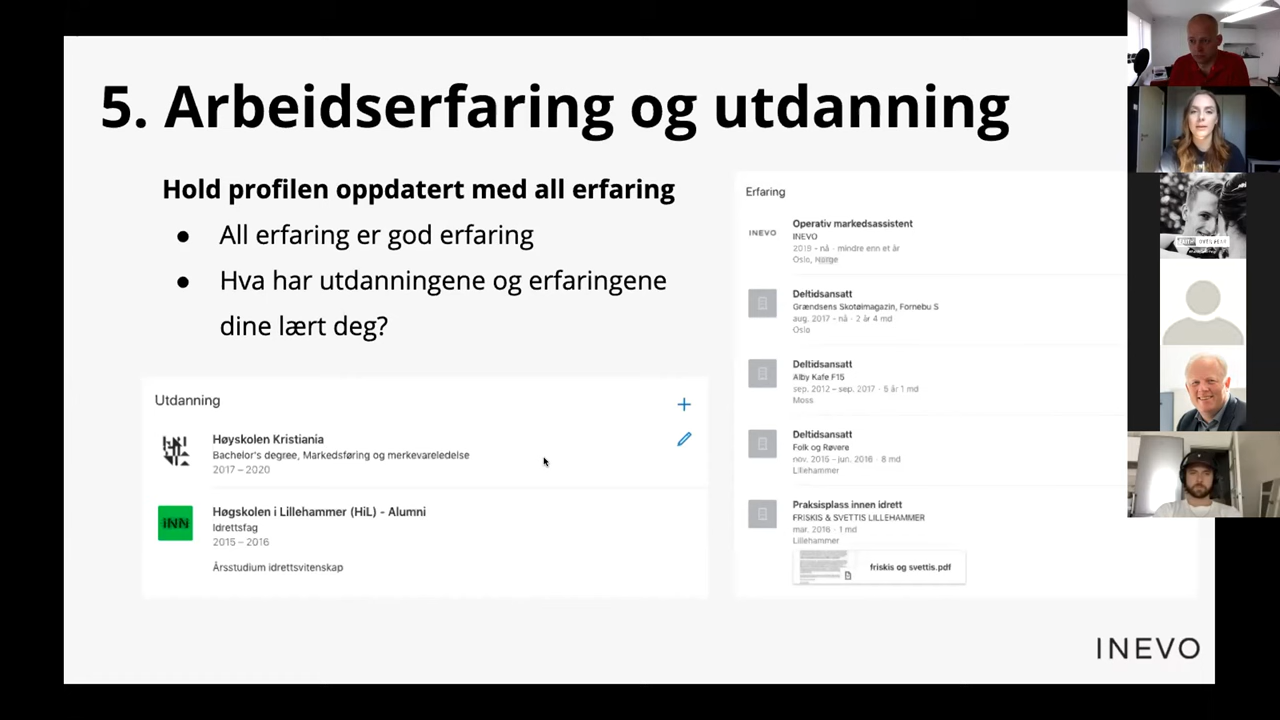 5. Arbeidserfaring og utdanning
Hold profilen oppdatert med all erfaring
● All erfaring er god erfaring
● Hva har utdanningene og erfaringene
dine lært deg?
Utdanning
Høyskolen Kristiania
Bachelor's degree, Markedsføring og merkevareledelse
2017 – 2020
iNN
Høgskolen i Lillehammer (HiL) - Alumni
Idrettsfag
2015 – 2016
Årsstudium idrettsvitenskap
Erfaring
INEVO
Operativ markedsassistent
INEVO
2019 - nå · mindre enn et år
Oslo, Norge
Deltidsansatt
Grændsens Skotøimagazin, Fornebu S
aug. 2017 - nå · 2 år 4 md
Oslo
Deltidsansatt
Alby Kafe F15
sep. 2012 – sep. 2017 · 5 år 1 md
Moss
Deltidsansatt
Folk og Røvere
nov. 2015 – jun. 2016 · 8 md
Lillehammer
Praksisplass innen idrett
FRISKIS & SVETTIS LILLEHAMMER
mar. 2016 · 1 md
Lillehammer
friskis og svettis.pdf
INEVO